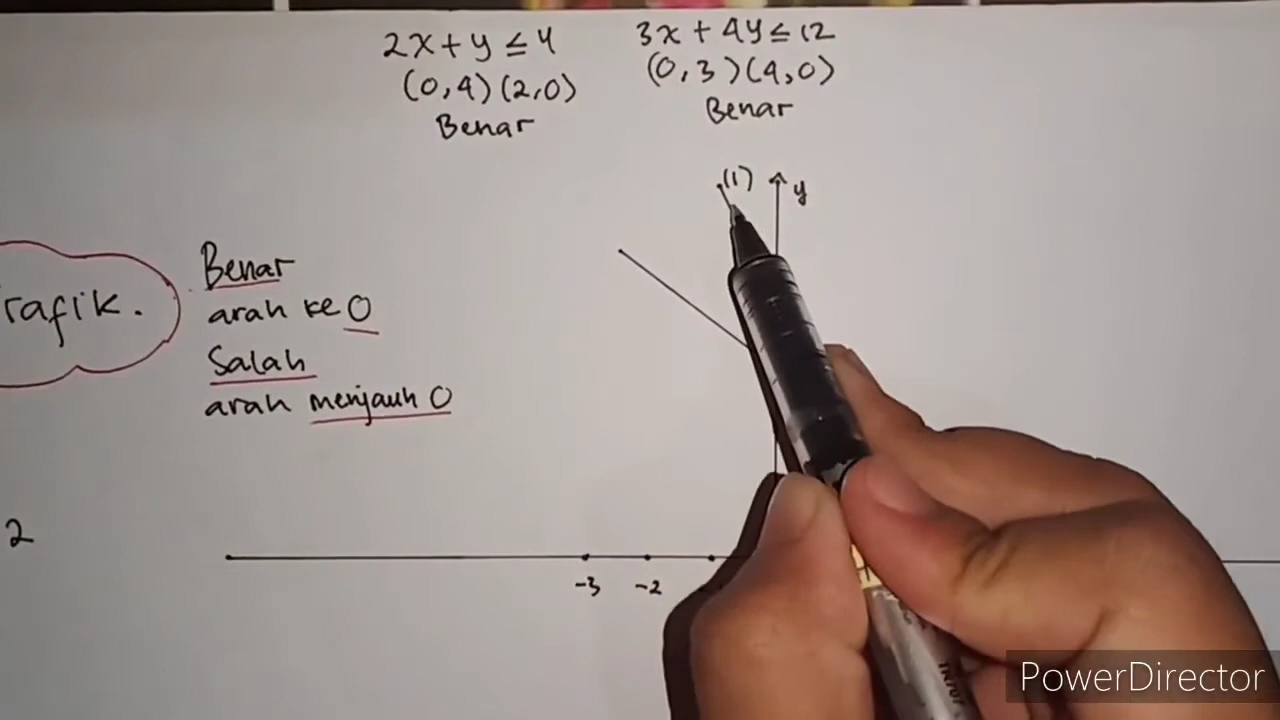 2x + y ≤ 4
(0,4) (2,0)
Benar
3x + 4y ≤ 12
(0,3) (4,0)
Benar
(1)
y
rafik.
Benar
arah ke 0
Salah
arah menjauh 0
2
-3 -2
PowerDirector